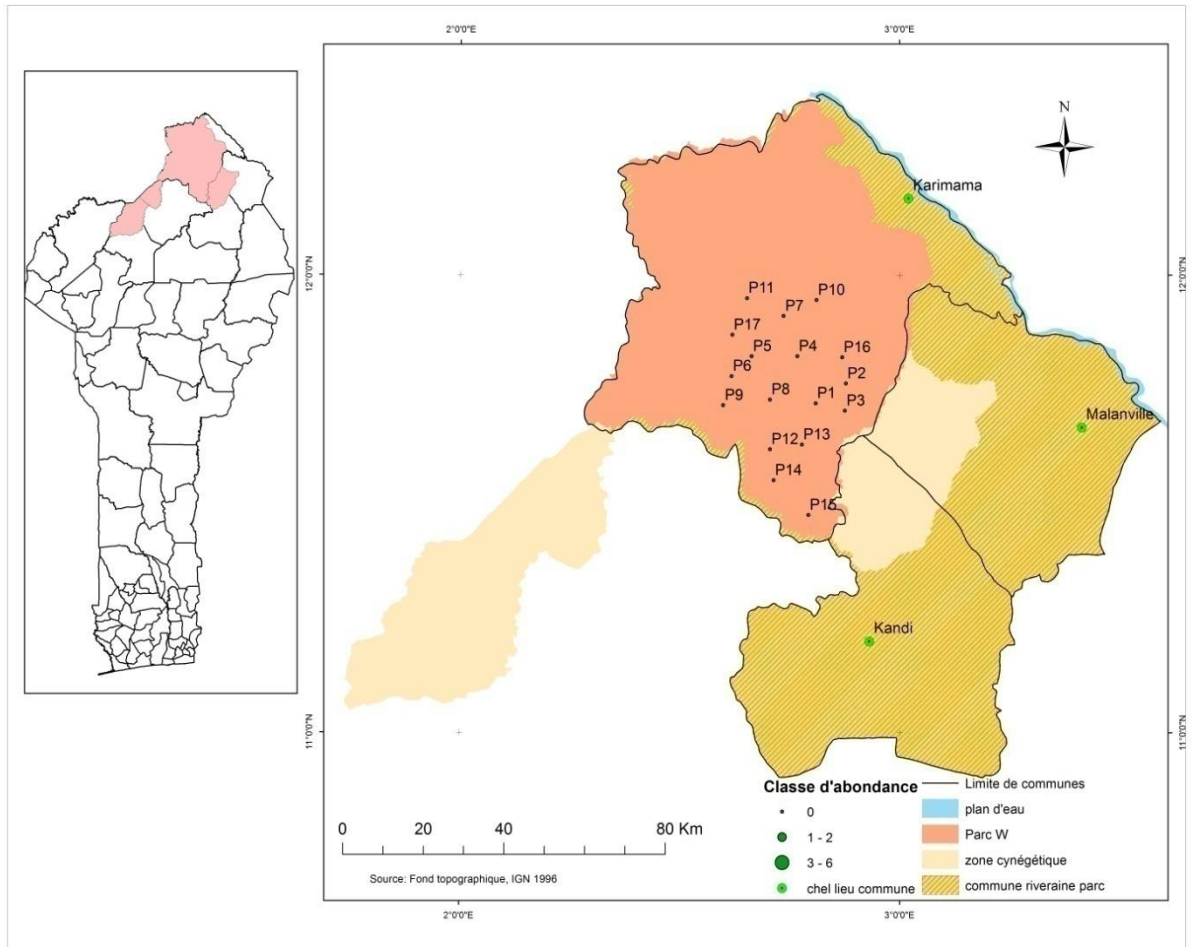 2°0'0"E
3°0'0"E
N
Karimama
12°0'0"N
12°0'0"N
P11
P10
P7
P17
P5
P4
P16
P6
P2
P8
P1
P9
P3
Malanville
P12
P13
P14
P15
Kandi
11°0'0"N
11°0'0"N
Classe d'abondance
0
1 - 2
3 - 6
chel lieu commune
Limite de communes
plan d'eau
Parc W
zone cynégétique
commune riveraine parc
0 20 40 80 Km
Source: Fond topographique, IGN 1996
2°0'0"E
3°0'0"E